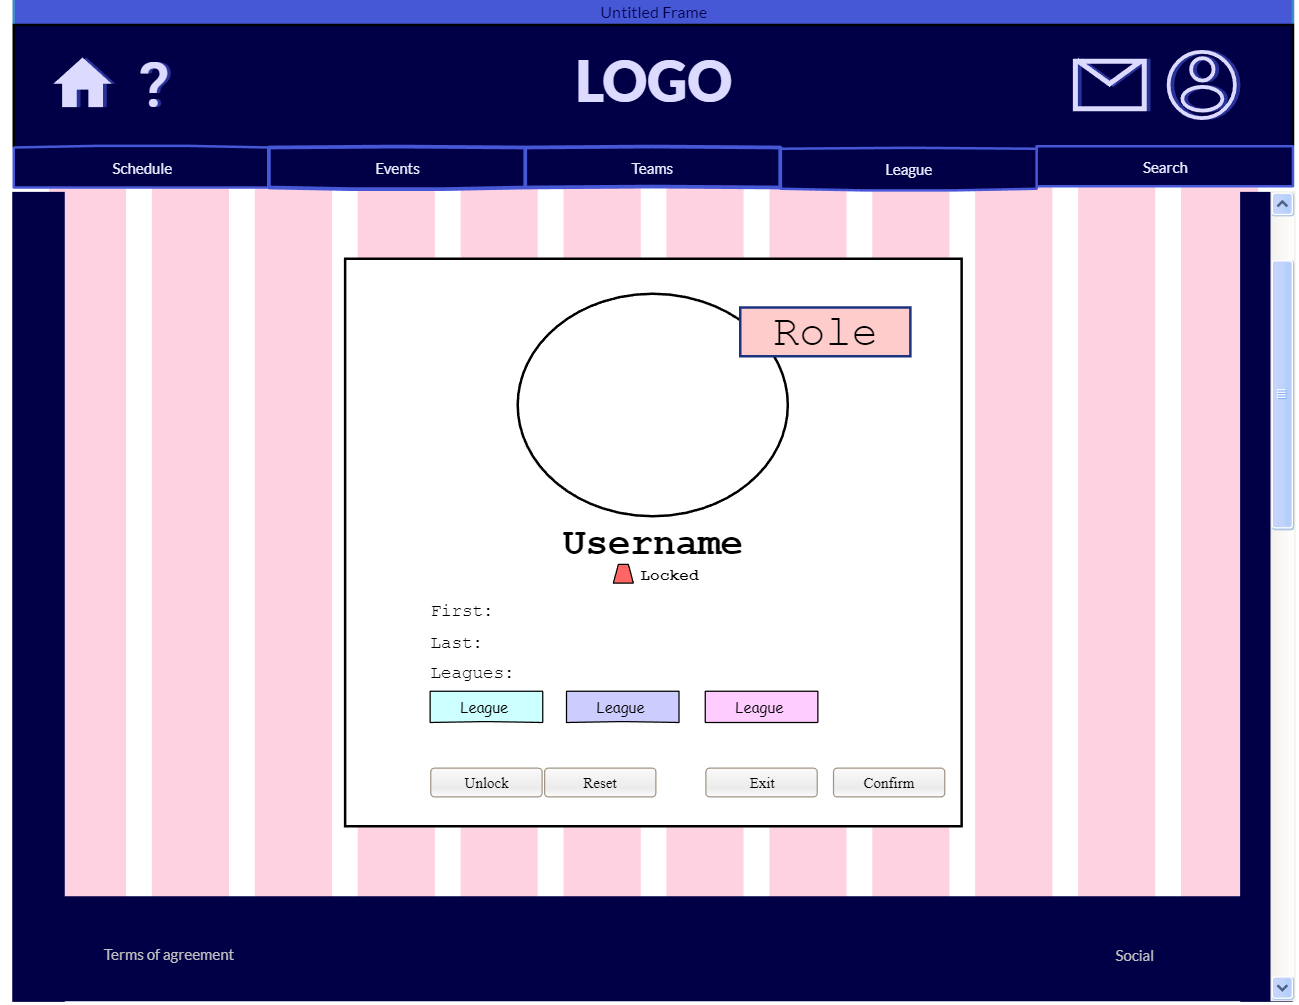 Untitled Frame
?
LOGO
Schedule Events Teams League Search
Role
Username
Locked
First:
Last:
Leagues:
League League League
Unlock Reset Exit Confirm
Terms of agreement Social